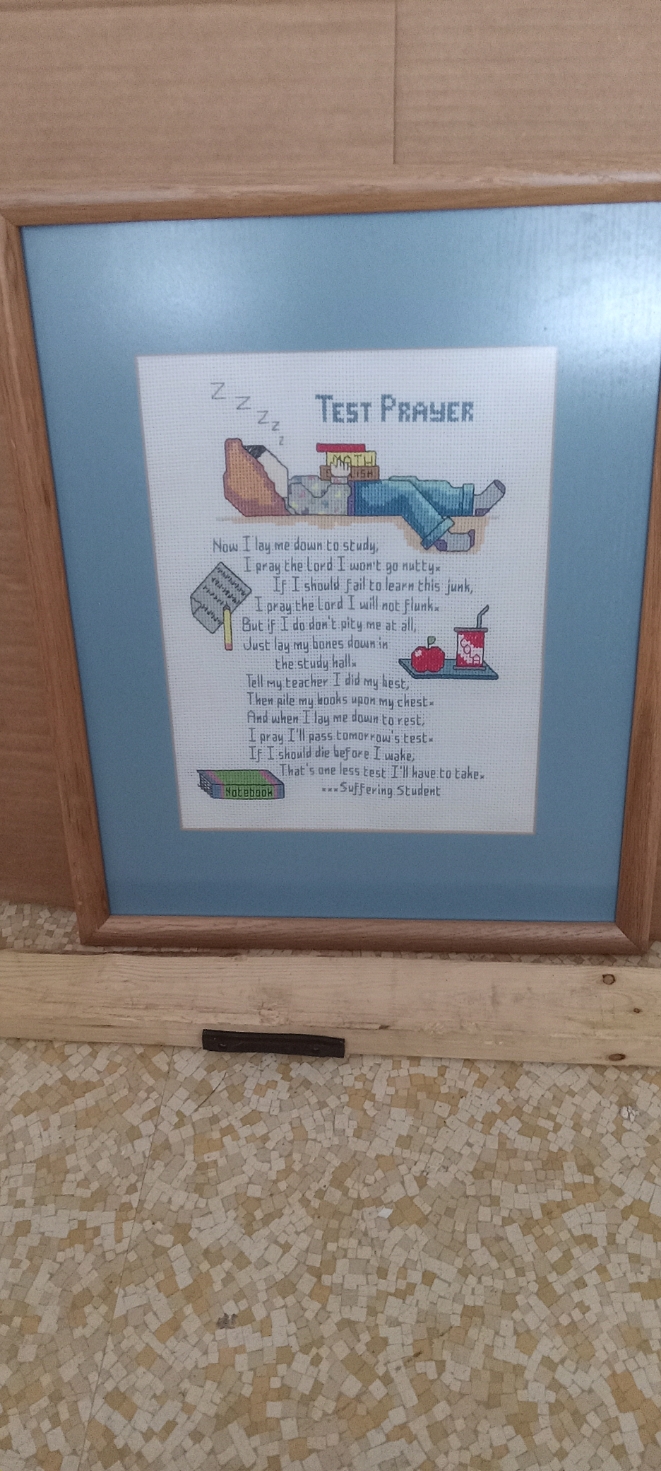 Z Z Z Z Z
TEST PRAYER
MATH
ISH
Now I lay me down to study,
I pray the Lord I won't go nutty.
If I should fail to learn this junk,
I pray the Lord I will not flunk.
But if I do don't pity me at all,
Just lay my bones down in
the study hall.
Cola
Tell my teacher I did my best,
Then pile my books upon my chest.
And when I lay me down to rest,
I pray I'll pass tomorrow's test.
If I should die before I wake,
That's one less test I'll have to take.
Notebook
...Suffering Student